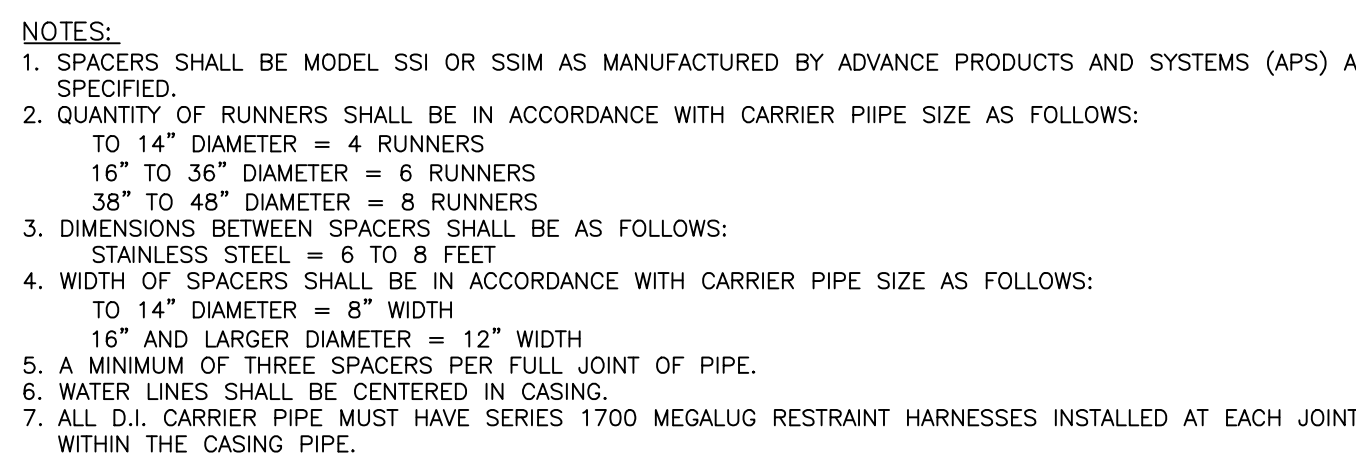 NOTES:
1. SPACERS SHALL BE MODEL SSI OR SSIM AS MANUFACTURED BY ADVANCE PRODUCTS AND SYSTEMS (APS)
SPECIFIED.
2. QUANTITY OF RUNNERS SHALL BE IN ACCORDANCE WITH CARRIER PIIPE SIZE AS FOLLOWS:
TO 14" DIAMETER = 4 RUNNERS
16" TO 36" DIAMETER = 6 RUNNERS
38" TO 48" DIAMETER = 8 RUNNERS
3. DIMENSIONS BETWEEN SPACERS SHALL BE AS FOLLOWS:
STAINLESS STEEL = 6 TO 8 FEET
4. WIDTH OF SPACERS SHALL BE IN ACCORDANCE WITH CARRIER PIPE SIZE AS FOLLOWS:
TO 14" DIAMETER = 8" WIDTH
16" AND LARGER DIAMETER = 12" WIDTH
5. A MINIMUM OF THREE SPACERS PER FULL JOINT OF PIPE.
6. WATER LINES SHALL BE CENTERED IN CASING.
7. ALL D.I. CARRIER PIPE MUST HAVE SERIES 1700 MEGALUG RESTRAINT HARNESSES INSTALLED AT EACH JOINT
WITHIN THE CASING PIPE.